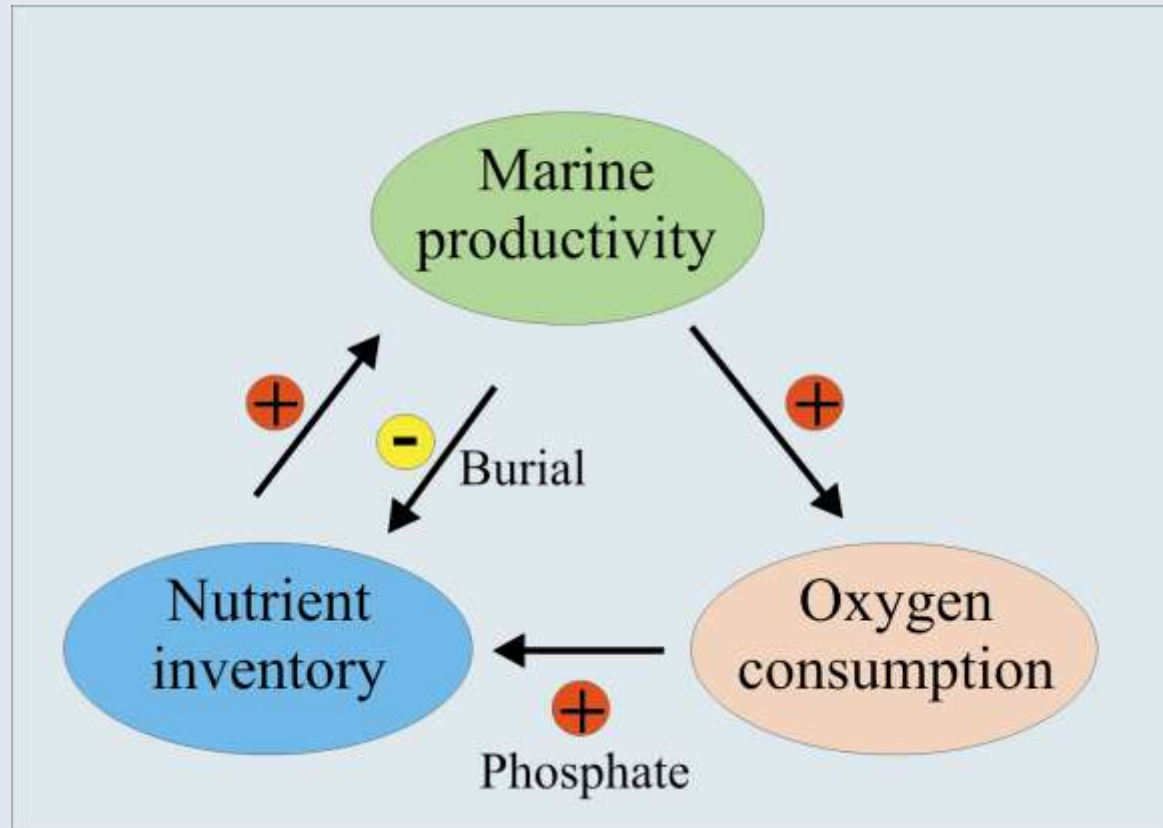 Marine
productivity
+
+
-
Burial
Nutrient
inventory
Oxygen
consumption
+
Phosphate